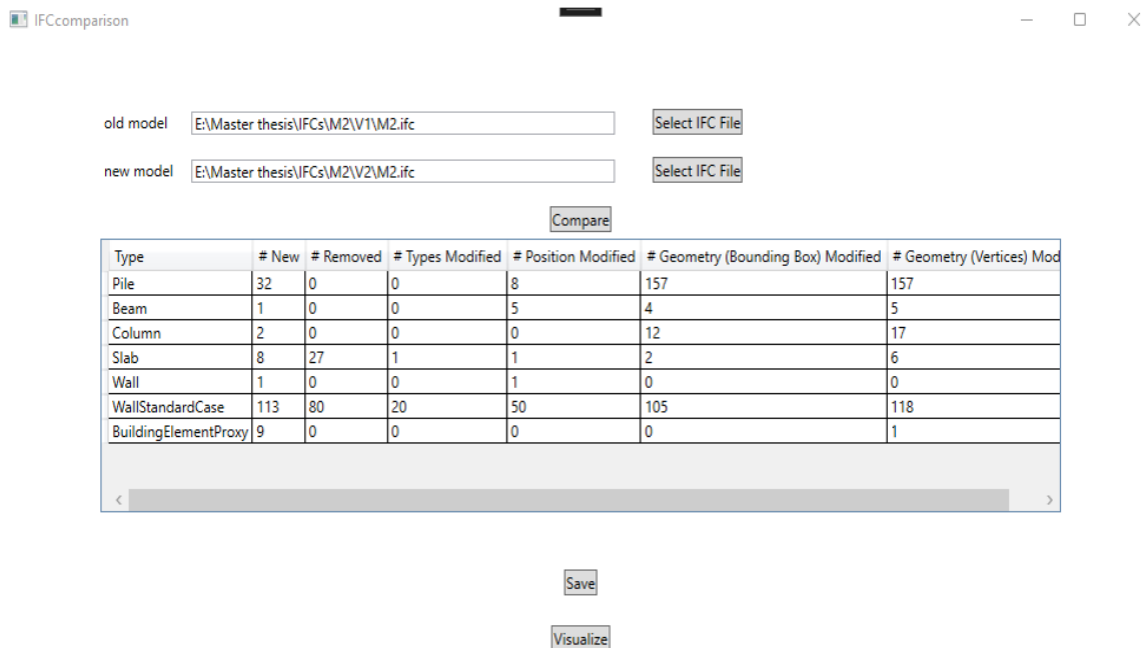 IFCcomparison
old model E:\Master thesis\IFCs\M2\V1\M2.ifc Select IFC File
new model E:\Master thesis\IFCs\M2\V2\M2.ifc Select IFC File
Compare
Type # New # Removed # Types Modified # Position Modified # Geometry (Bounding Box) Modified # Geometry (Vertices) Mod
Pile 32 0 0 8 157 157
Beam 1 0 0 5 4 5
Column 2 0 0 0 12 17
Slab 8 27 1 1 2 6
Wall 1 0 0 1 0 0
WallStandardCase 113 80 20 50 105 118
BuildingElementProxy 9 0 0 0 0 1
Save
Visualize